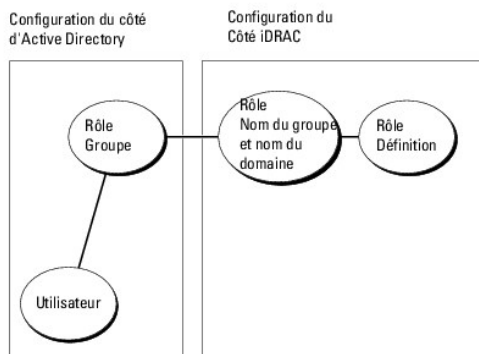 Configuration du côté
d'Active Directory
Configuration du
Côté iDRAC
Rôle
Groupe
Rôle
Nom du groupe
et nom du
domaine
Rôle
Définition
Utilisateur